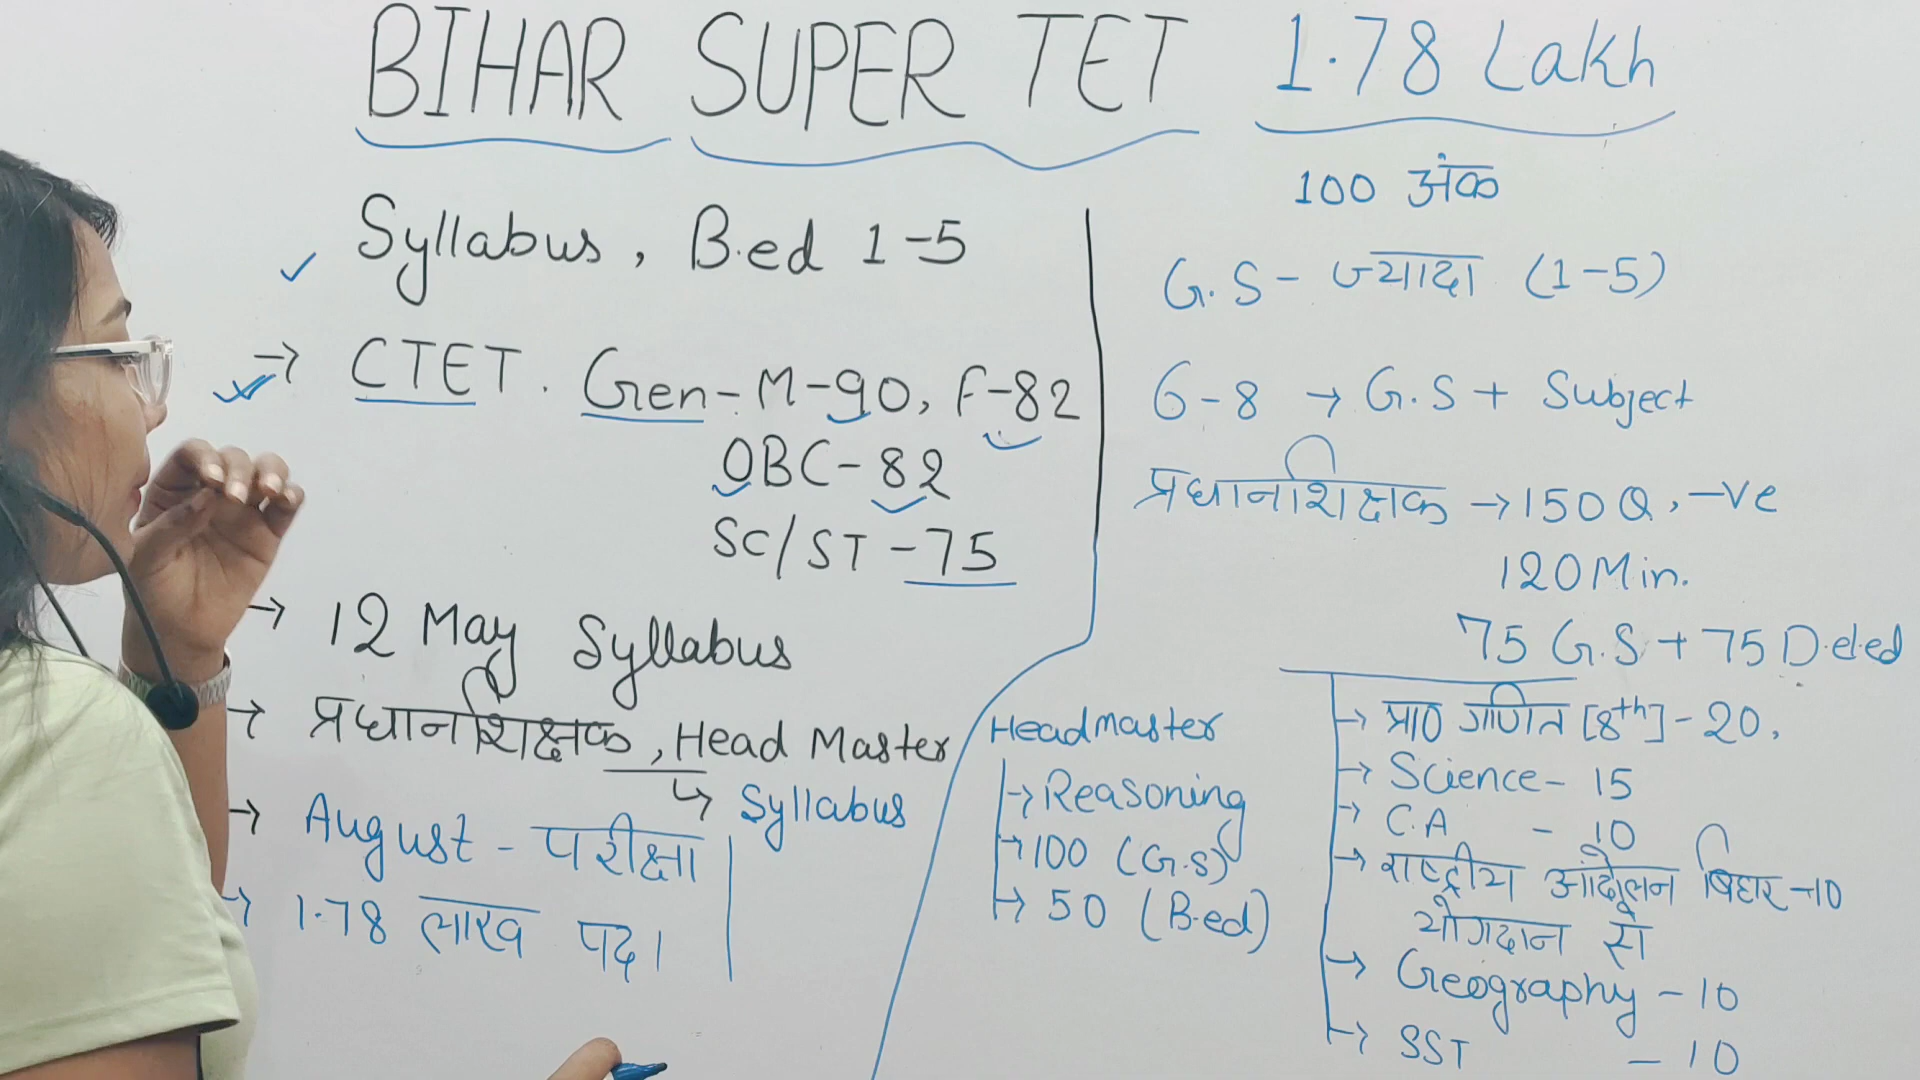 BIHAR SUPER TET 1.78 Lakh
Syllabus, B.ed 1-5
→ CTET. Gen-M-90, F-82
OBC-82
SC/ST-75
→ 12 May Syllabus
→ प्रधानशिक्षक, Head Master
↳ Syllabus
→ August - परीक्षा
→ 1.78 लाख पद।
100 अंक
G.S - ज्यादा (1-5)
6-8 → G.S + Subject
प्रधानशिक्षक → 150 Q, -ve
120 Min.
75 G.S + 75 D.el.ed
→ प्रा० गणित [8th] - 20,
→ Science - 15
→ C.A - 10
→ राष्ट्रीय आंदोलन बिहार - 10
योगदान से
→ Geography - 10
→ SST - 10
Headmaster
→ Reasoning
→ 100 (G.S)
→ 50 (B.ed)